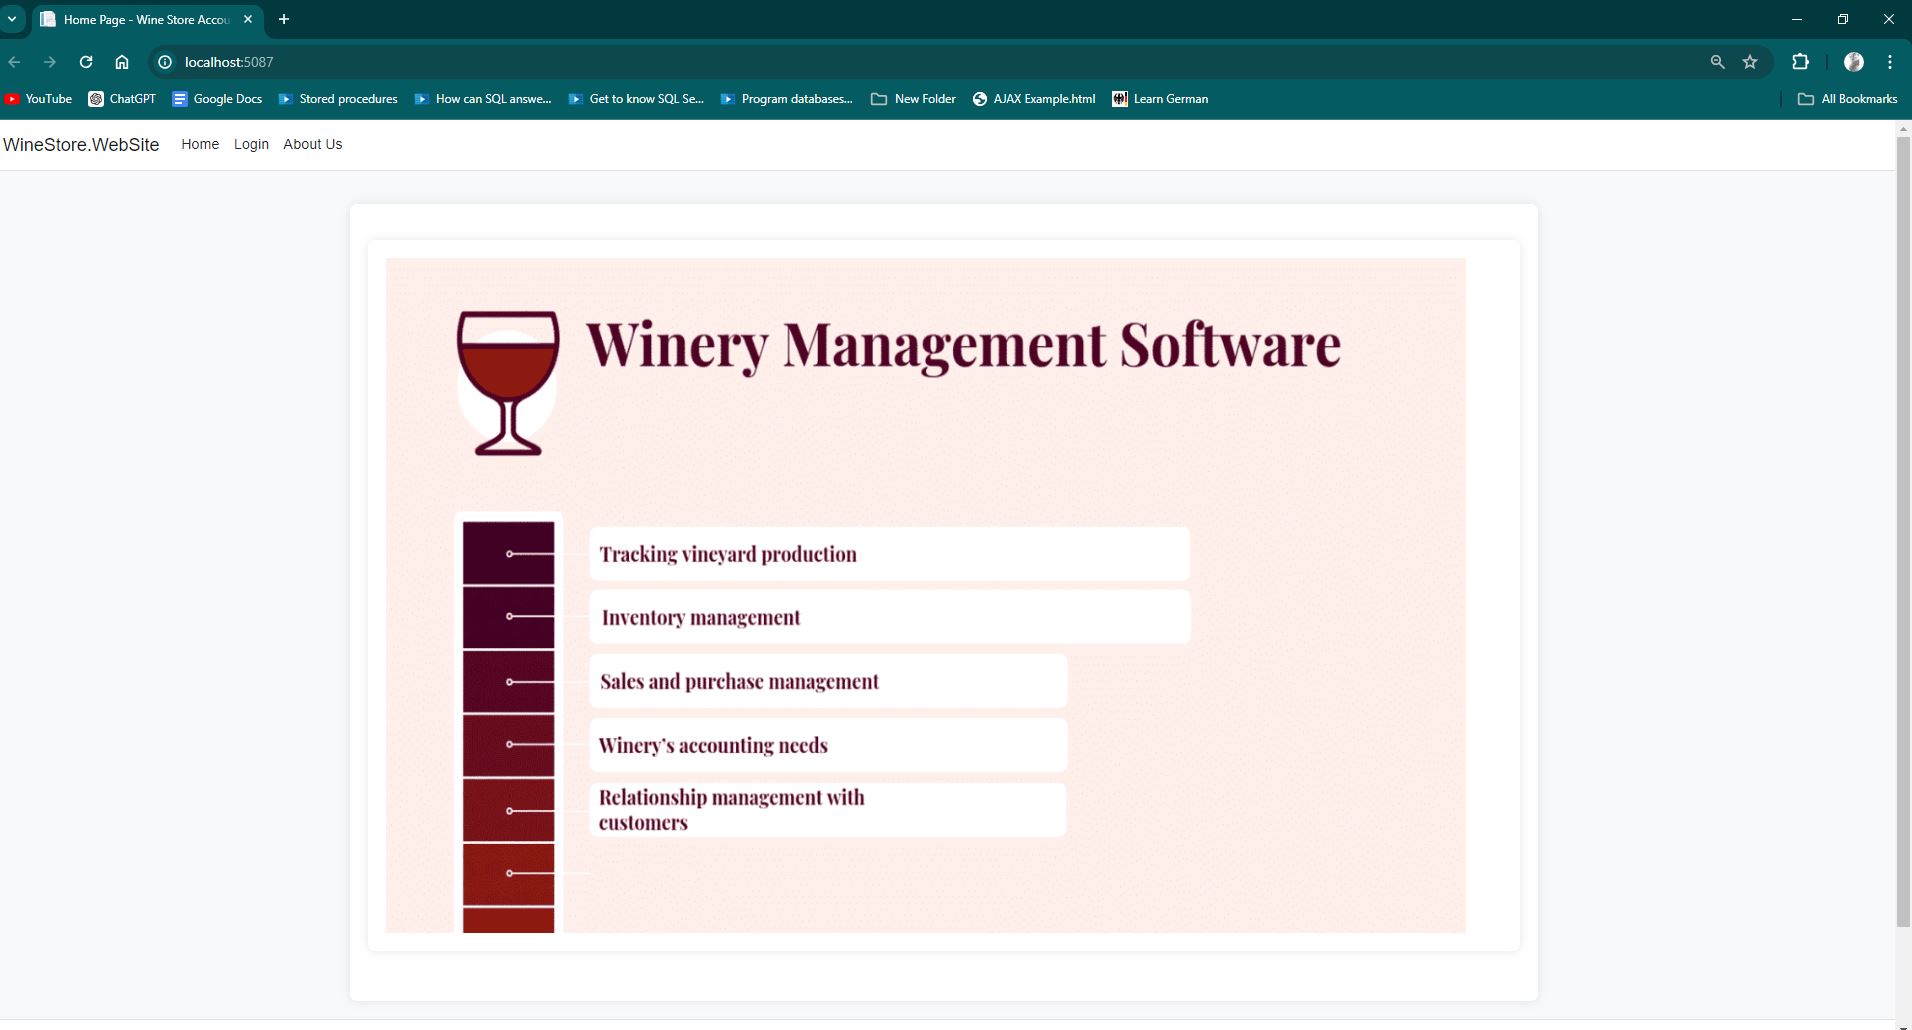 Home Page - Wine Store Accou
localhost:5087
YouTube ChatGPT Google Docs Stored procedures How can SQL answe... Get to know SQL Se... Program databases... New Folder AJAX Example.html Learn German All Bookmarks
WineStore.WebSite Home Login About Us
Winery Management Software
Tracking vineyard production
Inventory management
Sales and purchase management
Winery's accounting needs
Relationship management with
customers